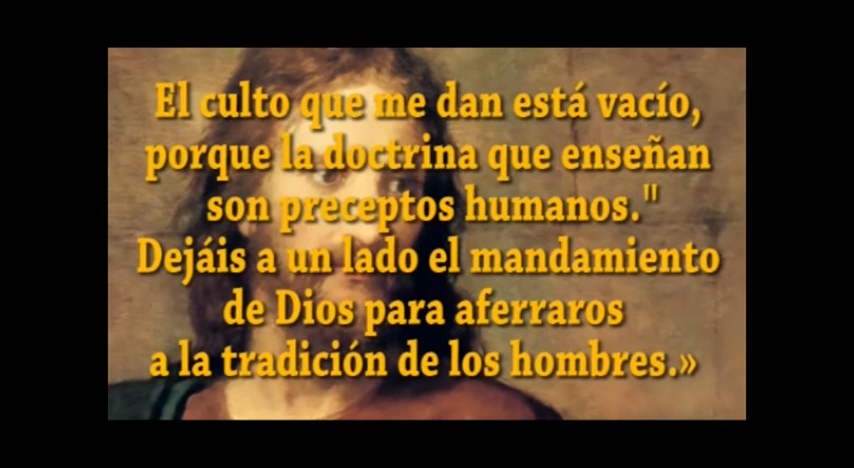 El culto que me dan está vacío,
porque la doctrina que enseñan
son preceptos humanos."
Dejáis a un lado el mandamiento
de Dios para aferraros
a la tradición de los hombres.»